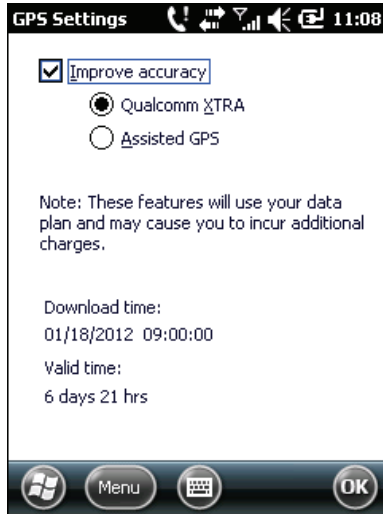 GPS Settings 11:08
Improve accuracy
Qualcomm XTRA
Assisted GPS
Note: These features will use your data
plan and may cause you to incur additional
charges.
Download time:
01/18/2012 09:00:00
Valid time:
6 days 21 hrs
Menu OK